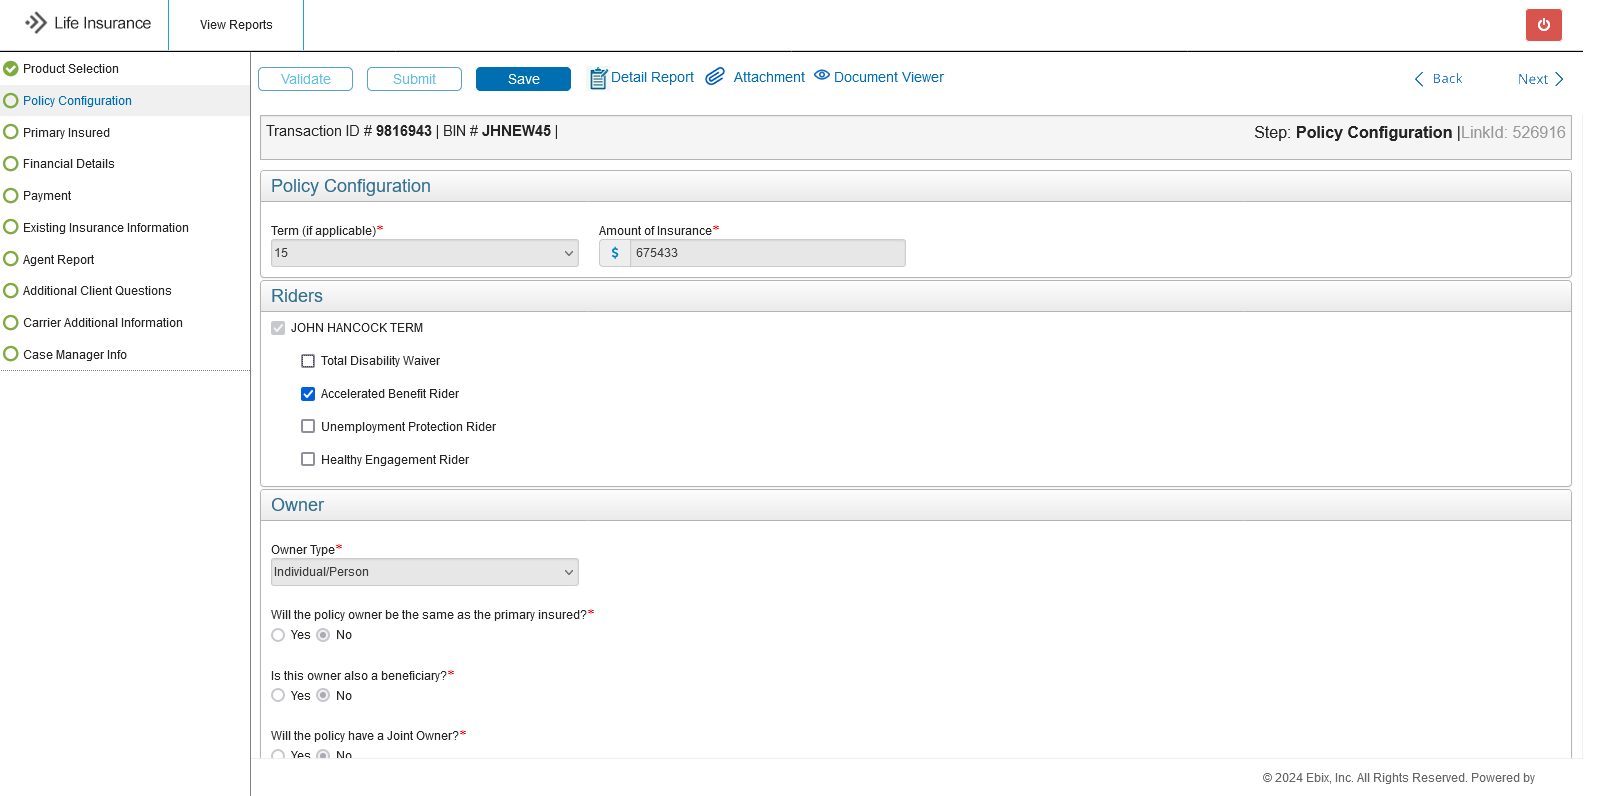 Life Insurance
View Reports
Product Selection
Policy Configuration
Primary Insured
Financial Details
Payment
Existing Insurance Information
Agent Report
Additional Client Questions
Carrier Additional Information
Case Manager Info
Validate Submit Save Detail Report Attachment Document Viewer Back Next
Transaction ID # 9816943 | BIN # JHNEW45 |
Step: Policy Configuration |LinkId: 526916
Policy Configuration
Term (if applicable)* Amount of Insurance*
15 $ 675433
Riders
JOHN HANCOCK TERM
Total Disability Waiver
Accelerated Benefit Rider
Unemployment Protection Rider
Healthy Engagement Rider
Owner
Owner Type*
Individual/Person
Will the policy owner be the same as the primary insured?*
Yes No
Is this owner also a beneficiary?*
Yes No
Will the policy have a Joint Owner?*
Yes No
© 2024 Ebix, Inc. All Rights Reserved. Powered by